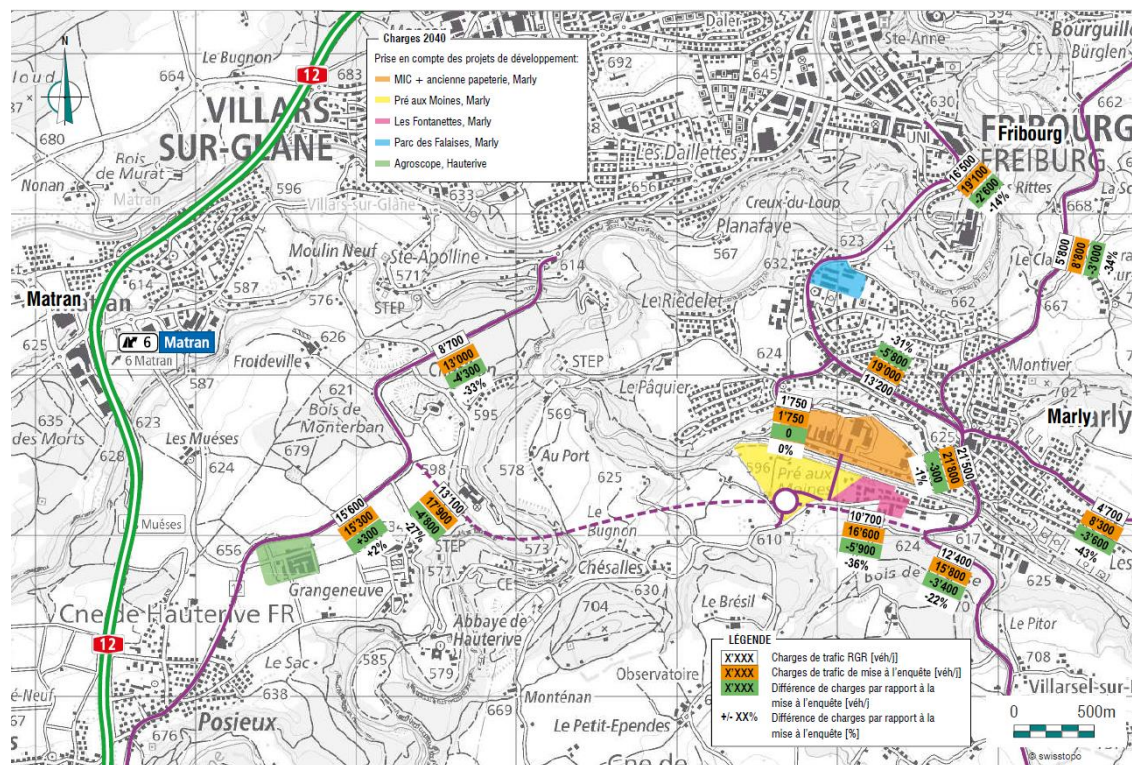 Charges 2040
Prise en compte des projets de développement:
MIC + ancienne papeterie, Marly
Pré aux Moines, Marly
Les Fontanettes, Marly
Parc des Falaises, Marly
Agroscope, Hauterive
N
Le Bugnon
664
12
683
VILLARS
SUR-GLÂNE
680
Bois
de Murat
Nonan
Matran
596
Villars-sur-Glâne
Moulin Neuf
Ste-Apolline
571
576
614
587
Matran
6 Matran
6 Matran
625
Froideville
626
STEP
587
621
Bois de
Monterban
679
635
des Morts
628
623
Les Muéses
624
Muêses
656
Grangeneuve
Cne de Hauterive FR
12
Le Sac
638
Posieux
676
692
Daler
645
Ste-Anne
630
Bourguill
Bürglen
CE
662
FRIBOURG
Fribourg
FREIBURG
Les Daillettes
656
633
Creux-du-Loup
Planafaye
567
632
623
Rittes
668
662
667
Le Riedelet
STEP
624
Le Pâquier
Montiver
702
Marly
625
596
Pré aux
Moines
610
624
617
625
Le Pitor
708
Villarsel-sur-
595
569
578
Au Port
625
598
STEP
573
577
CE
Le
Bugnon
Chésalles
630
704
Abbaye de
Hauterive
585
579
669
Monténan
Le Petit-Ependes
Le Brésil
Observatoire
640
Cne de
614
16'500
19'100
-2'600
-14%
5'800
8'800
-3'000
-34%
8'700
13'000
-4'300
-33%
-31%
-5'800
19'000
13'200
1'750
1'750
0
0%
21'500
21'800
-300
-1%
15'600
15'300
+300
+2%
13'100
17'900
-4'800
-27%
10'700
16'600
-5'900
-36%
12'400
15'800
-3'400
-22%
4'700
8'300
-3'600
-43%
LÉGENDE
X'XXX Charges de trafic RGR [véh/j]
X'XXX Charges de trafic de mise à l'enquête [véh/j]
X'XXX Différence de charges par rapport à la
mise à l'enquête [véh/j
+/- XX% Différence de charges par rapport à la
mise à l'enquête [%]
0 500m
© swisstopo